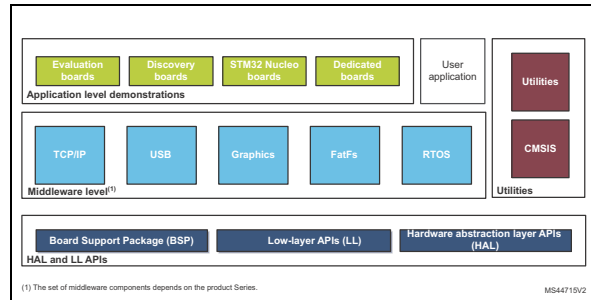 Evaluation
boards
Discovery
boards
STM32 Nucleo
boards
Dedicated
boards
Application level demonstrations
User
application
Utilities
CMSIS
Utilities
TCP/IP
USB
Graphics
FatFs
RTOS
Middleware level(1)
Board Support Package (BSP)
Low-layer APIs (LL)
Hardware abstraction layer APIs
(HAL)
HAL and LL APIs
(1) The set of middleware components depends on the product Series.
MS44715V2